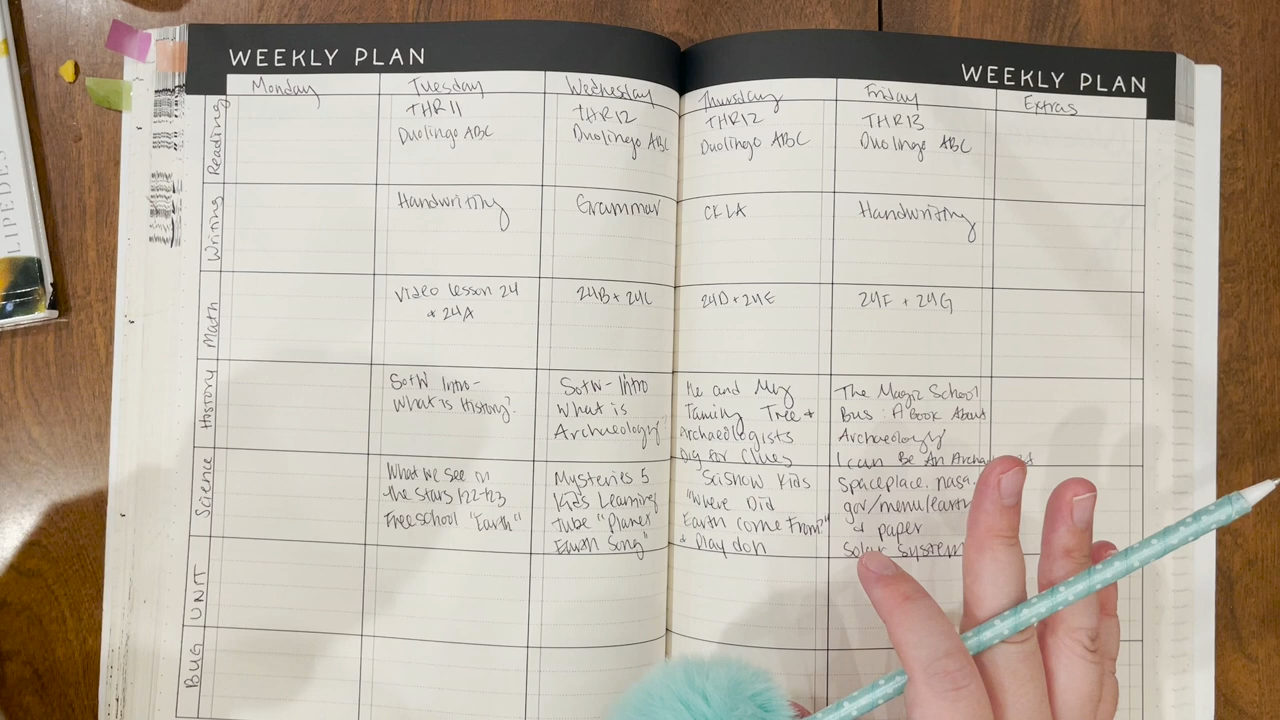 WEEKLY PLAN
WEEKLY PLAN
Monday
Tuesday
Wednesday
Thursday
Friday
Extras
Reading
THR11
Duolingo ABC
THR12
Duolingo ABC
THR12
Duolingo ABC
THR13
Duolingo ABC
Writing
Handwriting
Grammar
CKLA
Handwriting
Math
Video lesson 24
+ 24A
24B + 24C
24D + 24E
24F + 24G
History
SotW Intro-
What is History?
SotW - Intro
What is
Archaeology
Me and My
Family Tree +
Archaeologists
Dig for Clues
The Magic School
Bus: A Book About
Archaeology
I can Be An
Science
What we see in
the stars 122-123
Freeschool "Earth"
Mysteries 5
Kids Learning
Tube "Planet
Earth Song"
SciShow Kids
"Where Did
Earth Come From?"
+ Playdoh
spaceplace.nasa.
gov/menu/earth
+ paper
Solar System
BUG UNIT
LIPEDES